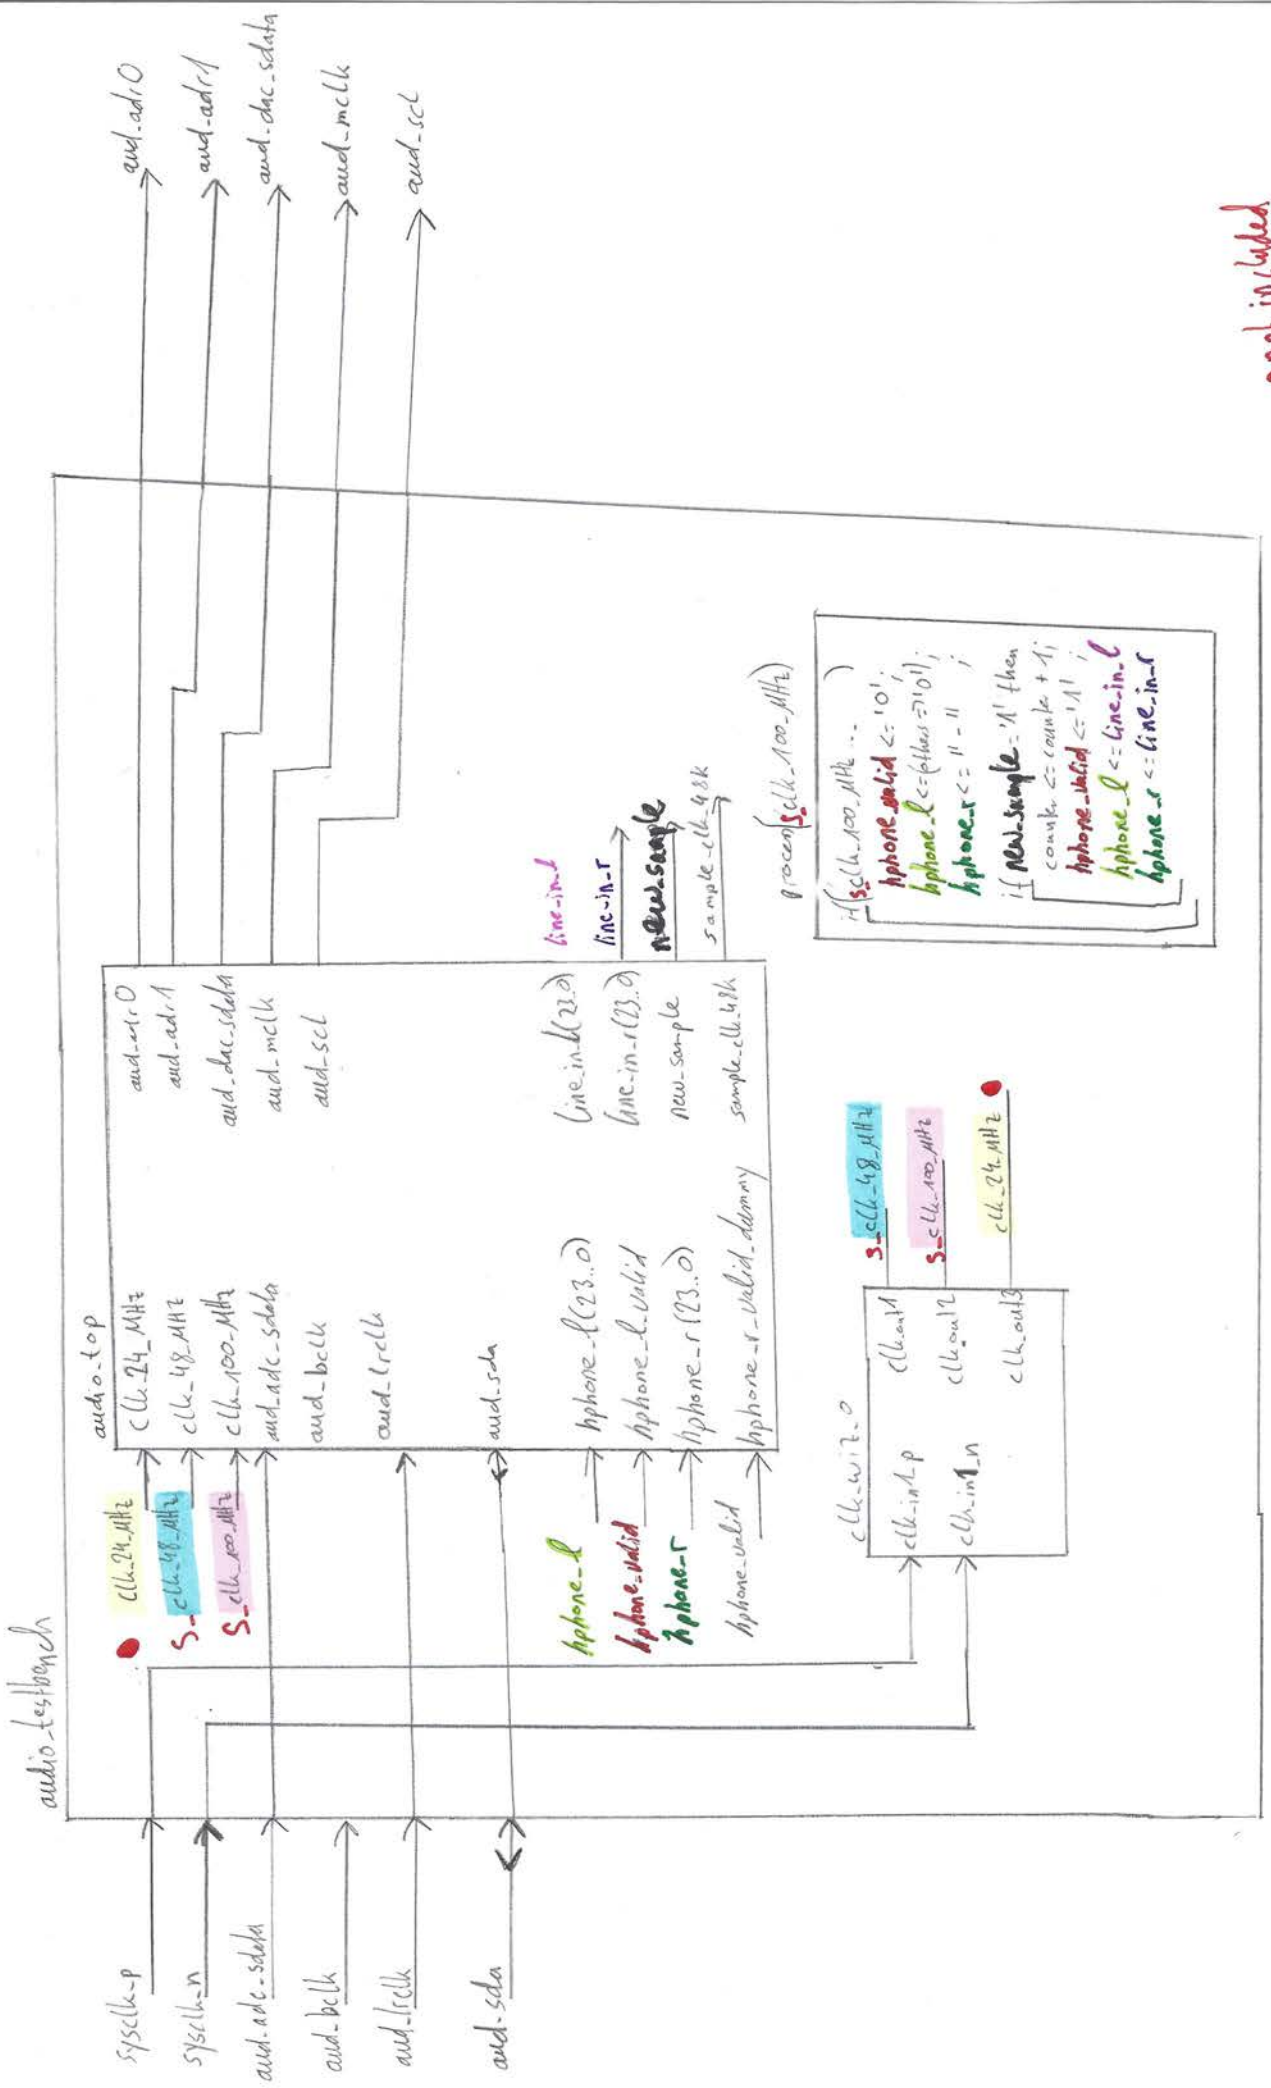 audio_testbench
sysclk_p
sysclk_n
aud_adc_sdata
aud_bclk
aud_lrclk
aud_sda
clk_24_MHz
S_clk_48_MHz
S_clk_100_MHz
hphone_l
hphone_valid
hphone_r
hphone_valid
audio_top
clk_24_MHz
clk_48_MHz
clk_100_MHz
aud_adc_sdata
aud_bclk
aud_lrclk
aud_sda
hphone_l(23..0)
hphone_l_valid
hphone_r(23..0)
hphone_r_valid_dummy
aud_adr0
aud_adr1
aud_dac_sdata
aud_mclk
aud_scl
line_in_l(23..0)
line_in_r(23..0)
new_sample
sample_clk_48k
line_in_l
line_in_r
new_sample
sample_clk_48k
aud_adr0
aud_adr1
aud_dac_sdata
aud_mclk
aud_scl
clk_wiz_0
clk_in1_p
clk_in1_n
clk_out1
clk_out2
clk_out3
S_clk_48_MHz
S_clk_100_MHz
clk_24_MHz
process(S_clk_100_MHz)
if(S_clk_100_MHz ... )
hphone_valid <= '0';
hphone_l <= (others => '0');
hphone_r <= " - " ;
if new_sample = '1' then
counter <= counter + 1;
hphone_valid <= '1' ;
hphone_l <= line_in_l
hphone_r <= line_in_r
included